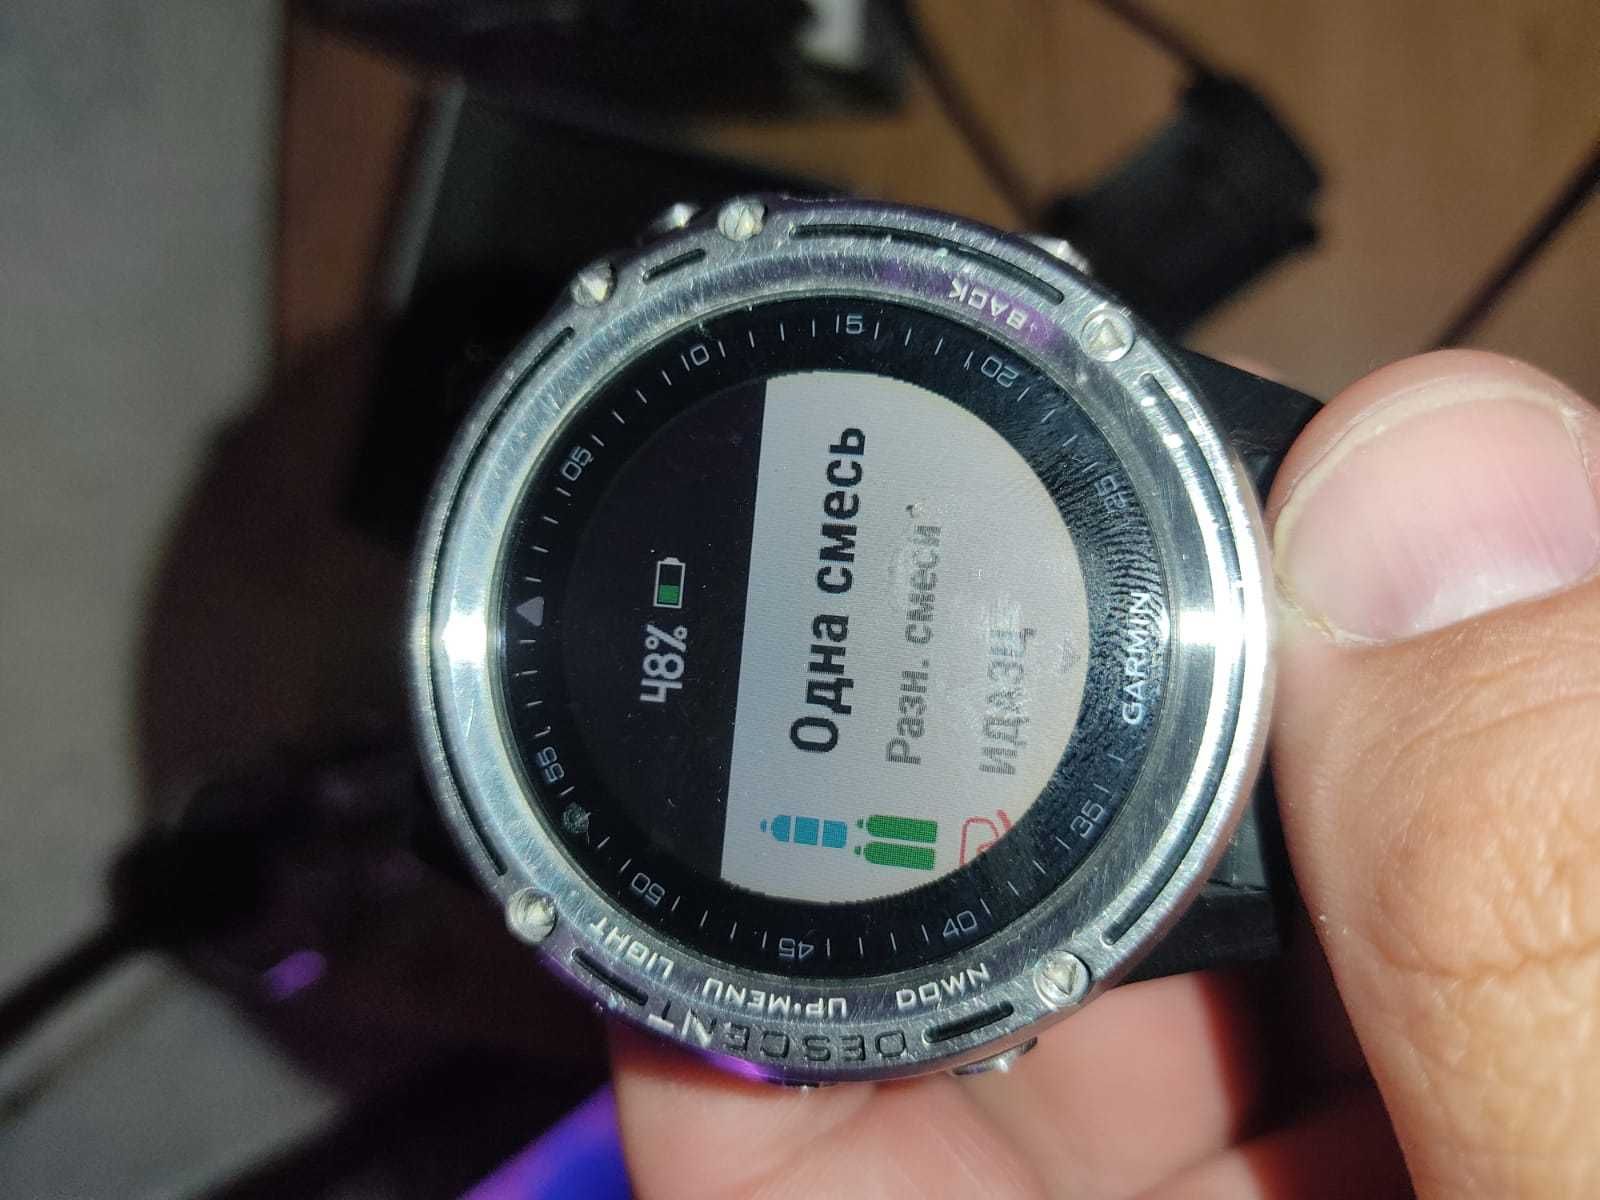 48%
Одна смесь
Разн. смеси
ИДДЗЦ
05
10
15
20
25
35
40
45
50
55
LIGHT
UP·MENU
DOWN
BACK
DESCENT
GARMIN